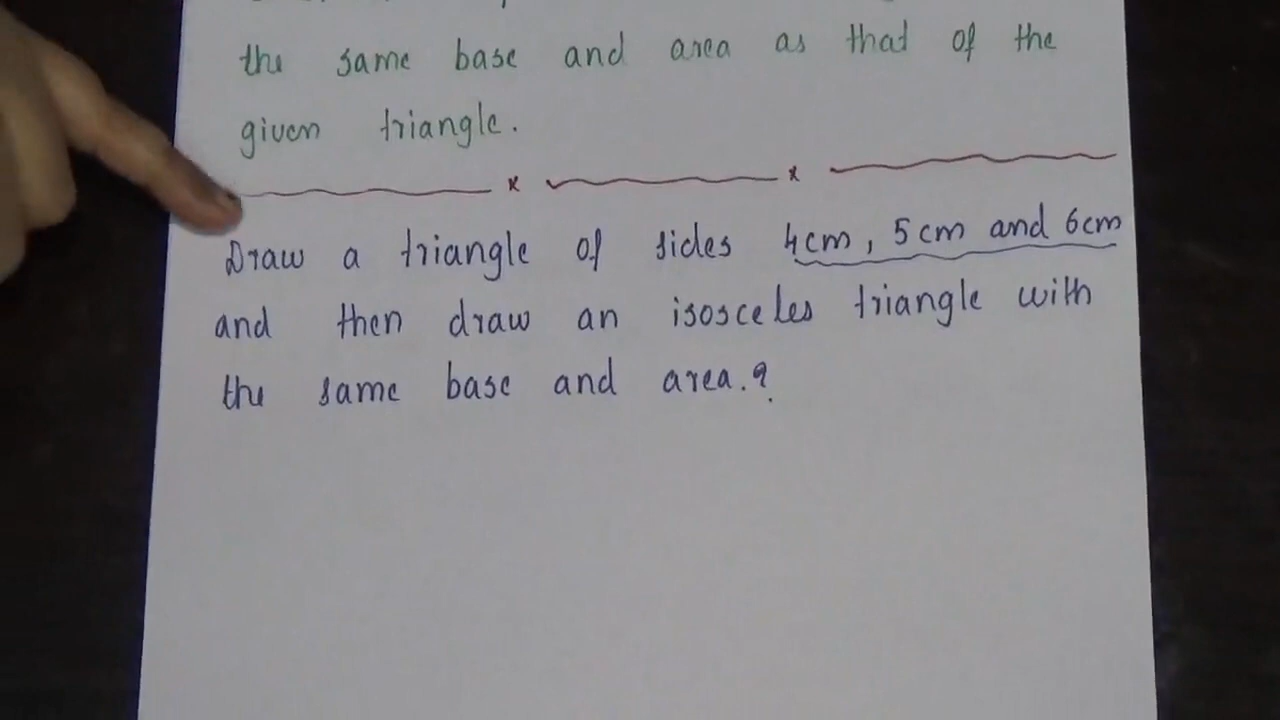 the same base and area as that of the
given triangle.
Draw a triangle of sides 4cm, 5cm and 6cm
and then draw an isosceles triangle with
the same base and area.?